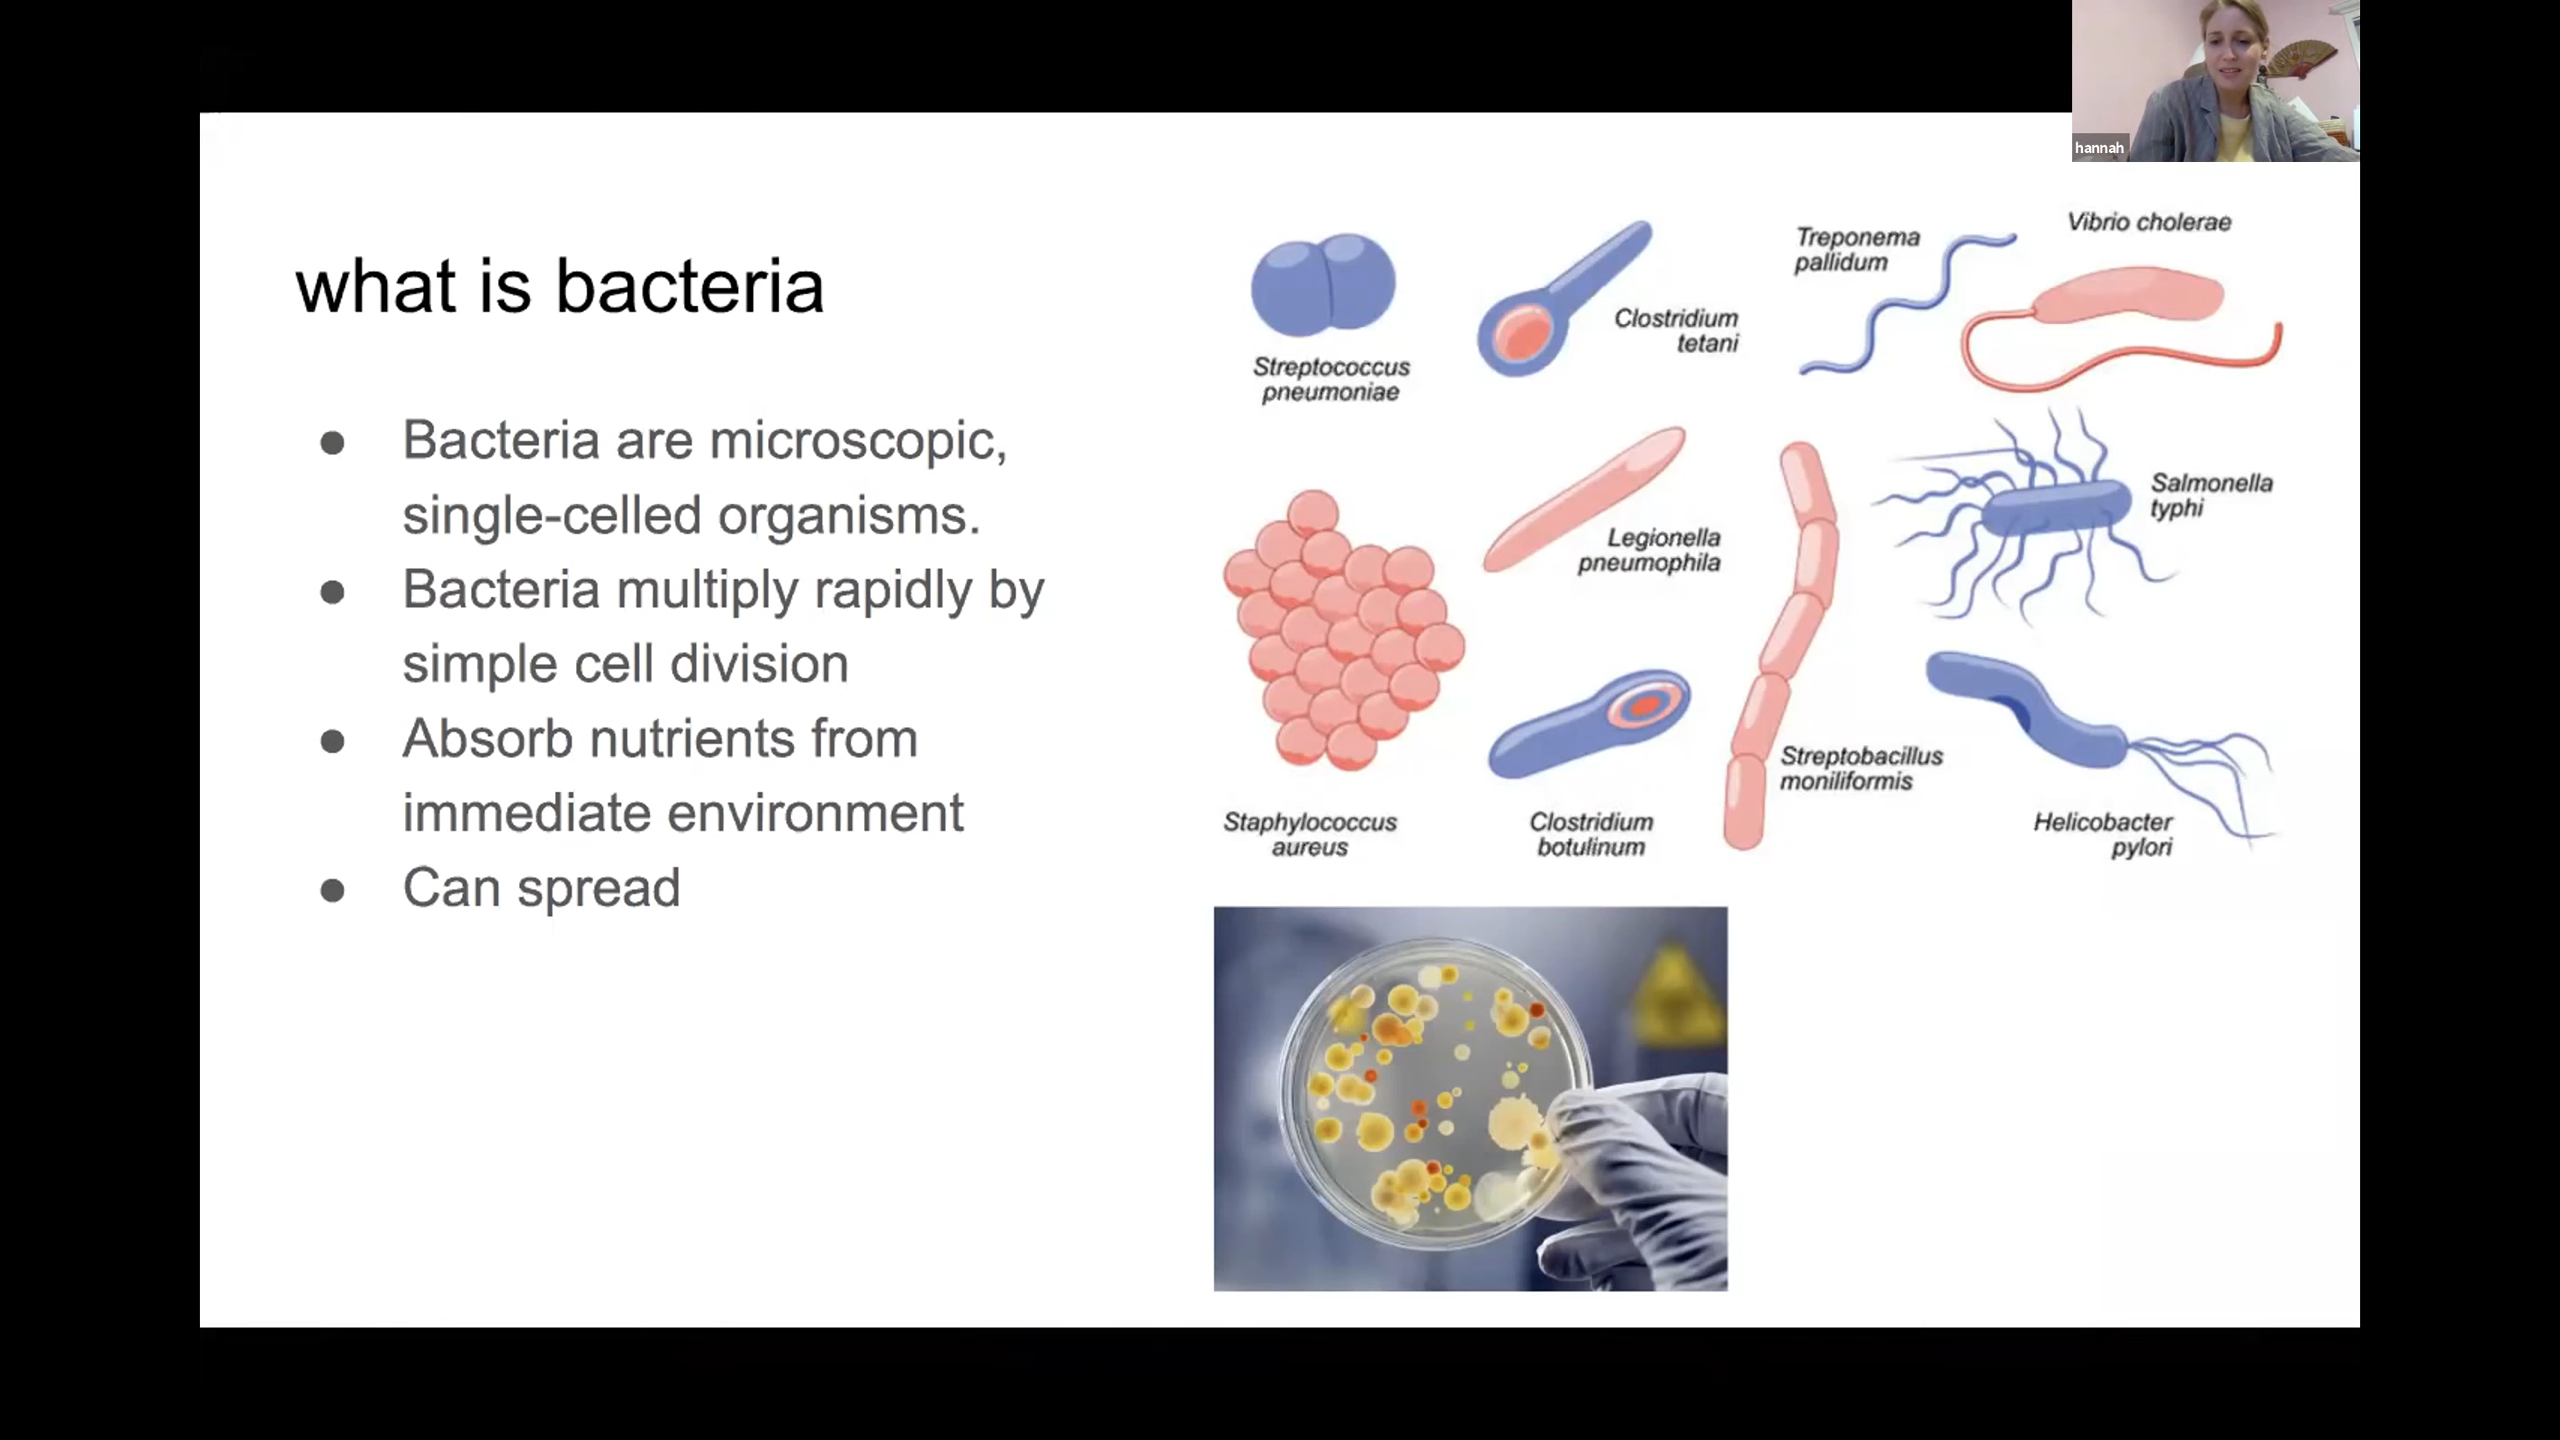 hannah
what is bacteria
● Bacteria are microscopic,
single-celled organisms.
● Bacteria multiply rapidly by
simple cell division
● Absorb nutrients from
immediate environment
● Can spread
Streptococcus
pneumoniae
Clostridium
tetani
Treponema
pallidum
Vibrio cholerae
Legionella
pneumophila
Salmonella
typhi
Staphylococcus
aureus
Clostridium
botulinum
Streptobacillus
moniliformis
Helicobacter
pylori